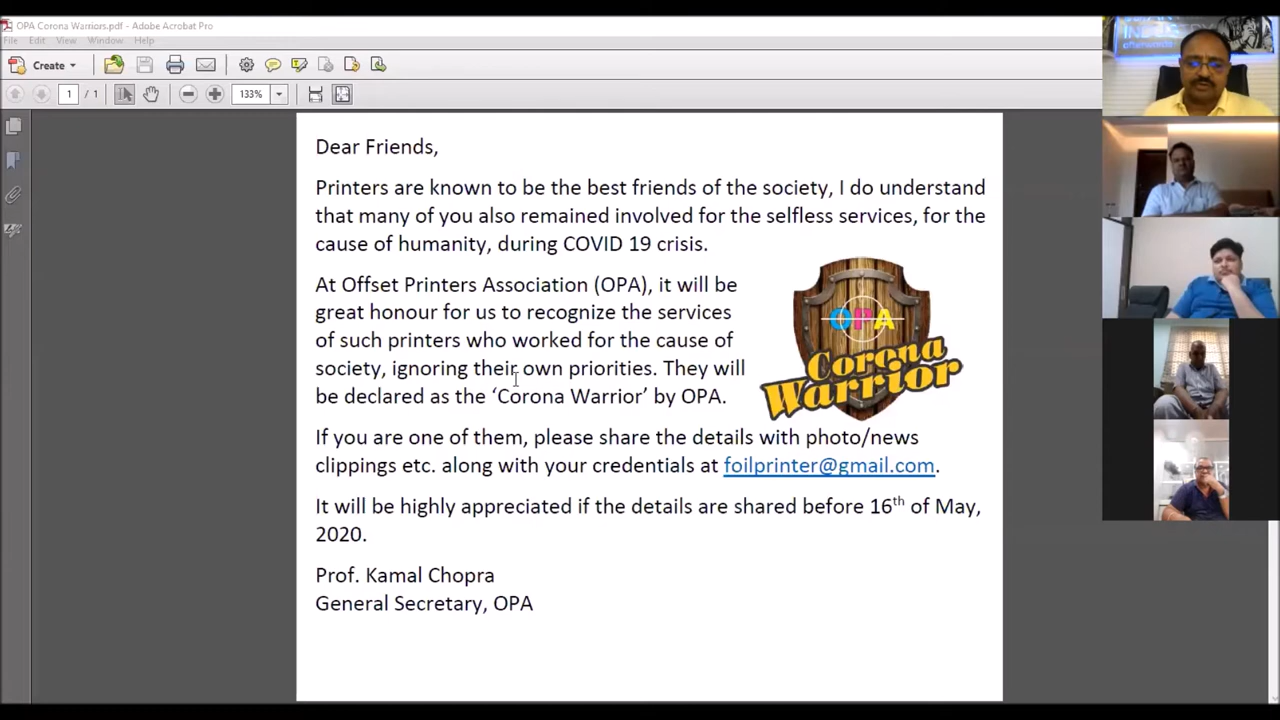 OPA Corona Warriors.pdf - Adobe Acrobat Pro
File Edit View Window Help
Create
1 / 1
133%
Dear Friends,
Printers are known to be the best friends of the society, I do understand
that many of you also remained involved for the selfless services, for the
cause of humanity, during COVID 19 crisis.
At Offset Printers Association (OPA), it will be
great honour for us to recognize the services
of such printers who worked for the cause of
society, ignoring their own priorities. They will
be declared as the ‘Corona Warrior’ by OPA.
OPA
Corona
Warrior
If you are one of them, please share the details with photo/news
clippings etc. along with your credentials at foilprinter@gmail.com.
It will be highly appreciated if the details are shared before 16th of May,
2020.
Prof. Kamal Chopra
General Secretary, OPA